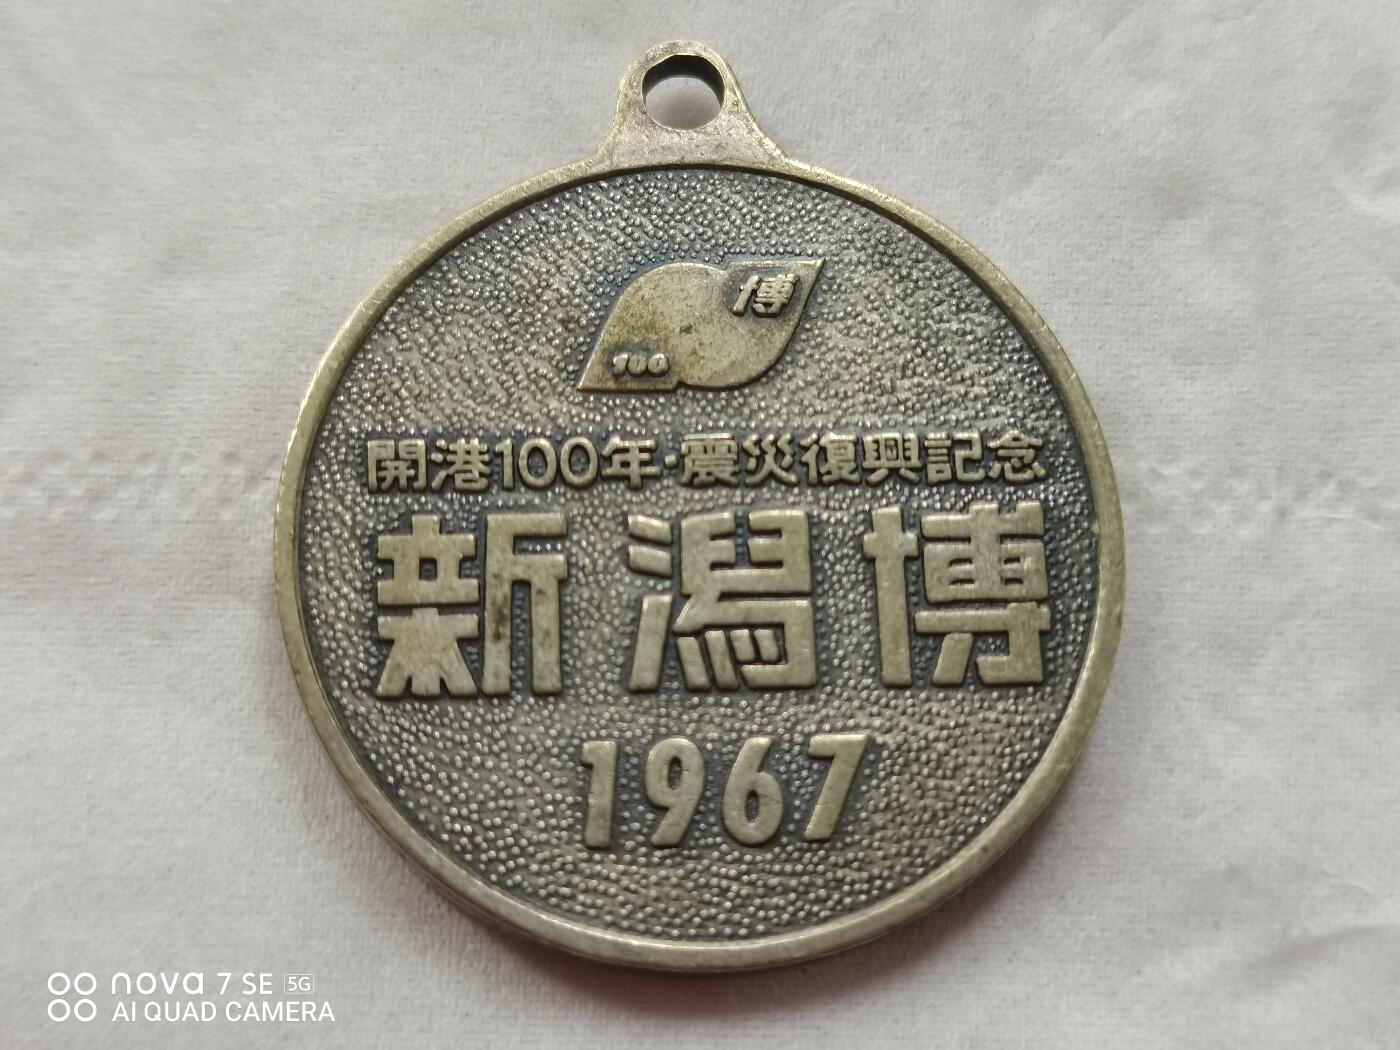 博
100
開港100年・震災復興記念
新潟博
1967
nova 7 SE 5G
AI QUAD CAMERA